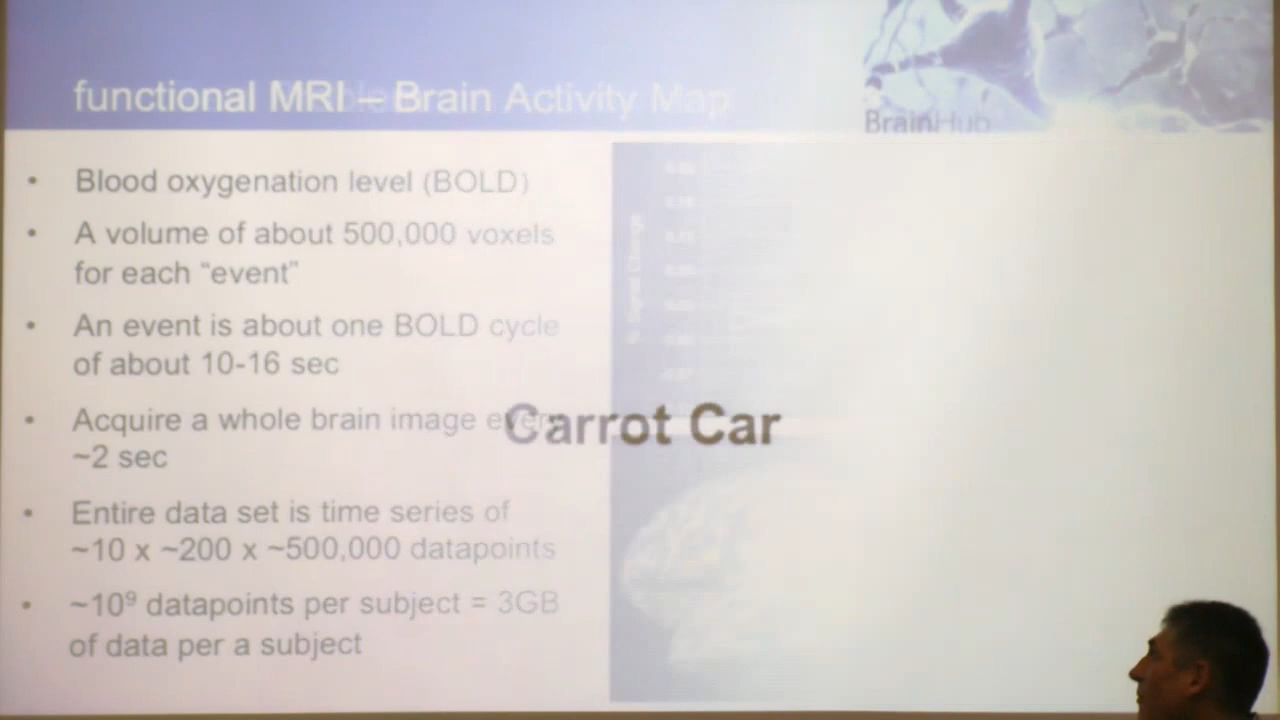 functional MRI – Brain Activity Map
BrainHub
• Blood oxygenation level (BOLD)
• A volume of about 500,000 voxels
for each “event”
• An event is about one BOLD cycle
of about 10-16 sec
• Acquire a whole brain image every
~2 sec
Carrot Car
• Entire data set is time series of
~10 x ~200 x ~500,000 datapoints
• ~10⁹ datapoints per subject = 3GB
of data per a subject
% Signal Change